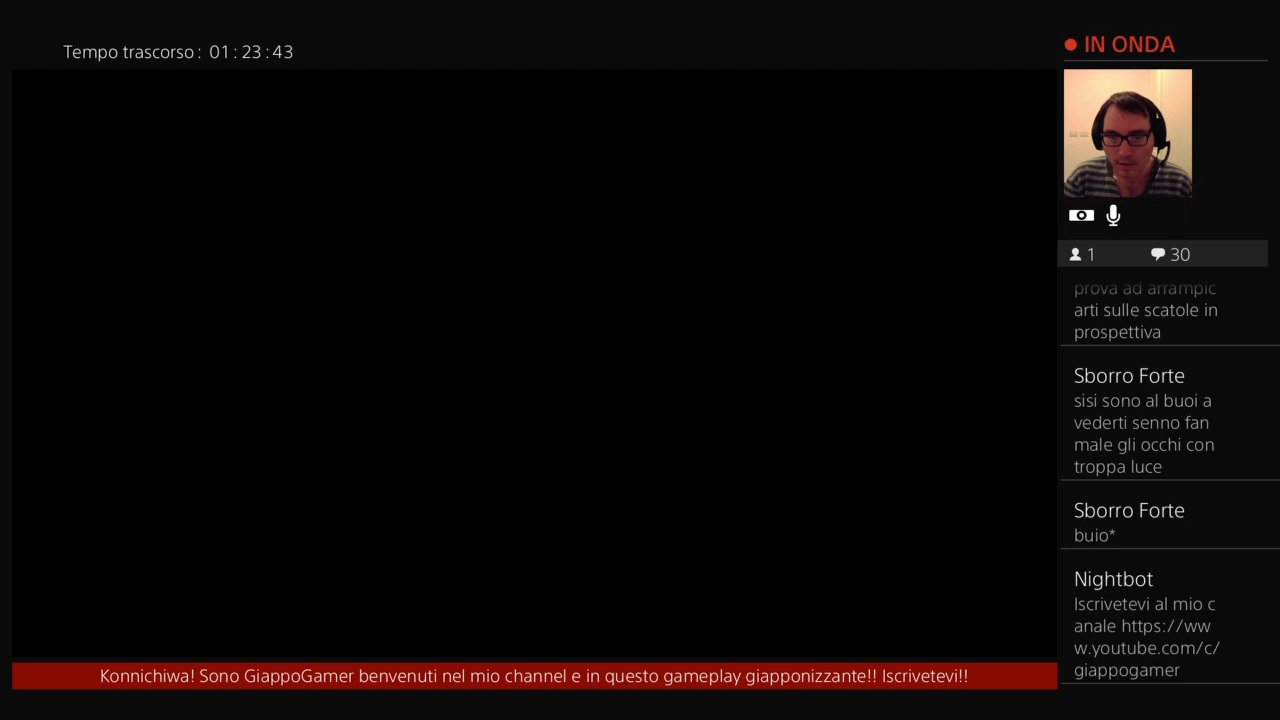 Tempo trascorso: 01:23:43
IN ONDA
1 30
prova ad arrampic
arti sulle scatole in
prospettiva
Sborro Forte
sisi sono al buoi a
vederti senno fan
male gli occhi con
troppa luce
Sborro Forte
buio*
Nightbot
Iscrivetevi al mio c
anale https://ww
w.youtube.com/c/
giappogamer
Konnichiwa! Sono GiappoGamer benvenuti nel mio channel e in questo gameplay giapponizzante!! Iscrivetevi!!